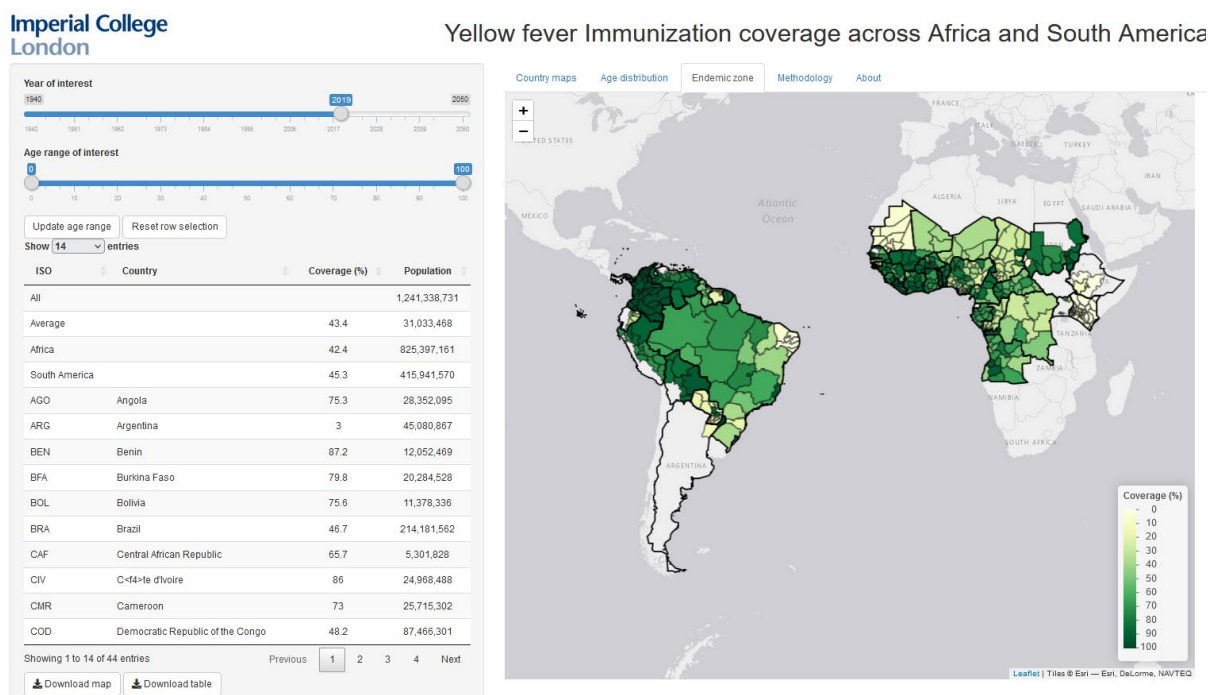 Imperial College
London
Yellow fever Immunization coverage across Africa and South America
Year of interest
1940 2019 2050
1940 1951 1962 1973 1984 1995 2006 2017 2028 2039 2050
Age range of interest
0 100
0 10 20 30 40 50 60 70 80 90 100
Update age range Reset row selection
Show 14 entries
ISO Country Coverage (%) Population
All 1,241,338,731
Average 43.4 31,033,468
Africa 42.4 825,397,161
South America 45.3 415,941,570
AGO Angola 75.3 28,352,095
ARG Argentina 3 45,080,867
BEN Benin 87.2 12,052,469
BFA Burkina Faso 79.8 20,284,528
BOL Bolivia 75.6 11,378,336
BRA Brazil 46.7 214,181,562
CAF Central African Republic 65.7 5,301,828
CIV C<f4>te d'Ivoire 86 24,968,488
CMR Cameroon 73 25,715,302
COD Democratic Republic of the Congo 48.2 87,466,301
Showing 1 to 14 of 44 entries Previous 1 2 3 4 Next
Download map Download table
Country maps Age distribution Endemic zone Methodology About
+
−
FRANCE
ITALY
UNITED STATES
GREECE TURKEY
IRAN
ALGERIA LIBYA EGYPT SAUDI ARABIA
Atlantic
Ocean
MEXICO
TANZANIA
ZAMBIA
NAMIBIA
SOUTH AFRICA
ARGENTINA
Coverage (%)
0
10
20
30
40
50
60
70
80
90
100
Leaflet | Tiles © Esri — Esri, DeLorme, NAVTEQ